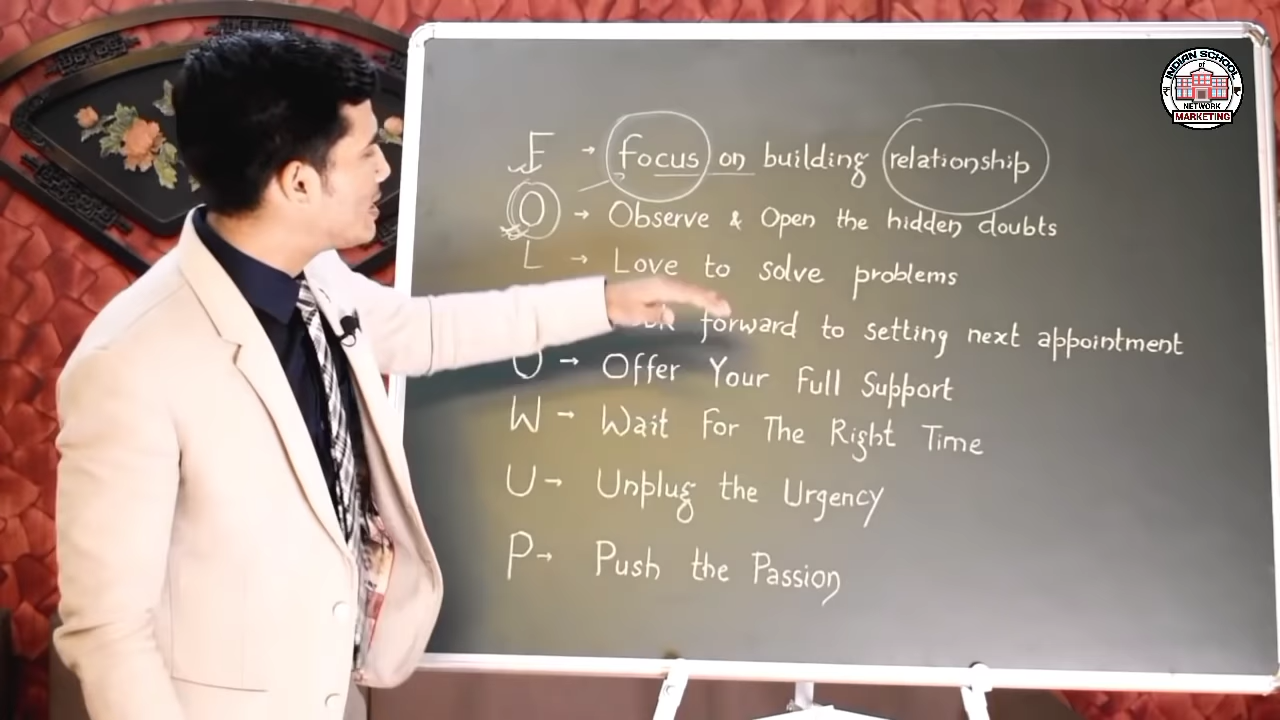 INDIAN SCHOOL
of
NETWORK
MARKETING
F → focus on building relationship
O → Observe & Open the hidden doubts
L → Love to solve problems
forward to setting next appointment
O → Offer Your Full Support
W → Wait For The Right Time
U → Unplug the Urgency
P → Push the Passion